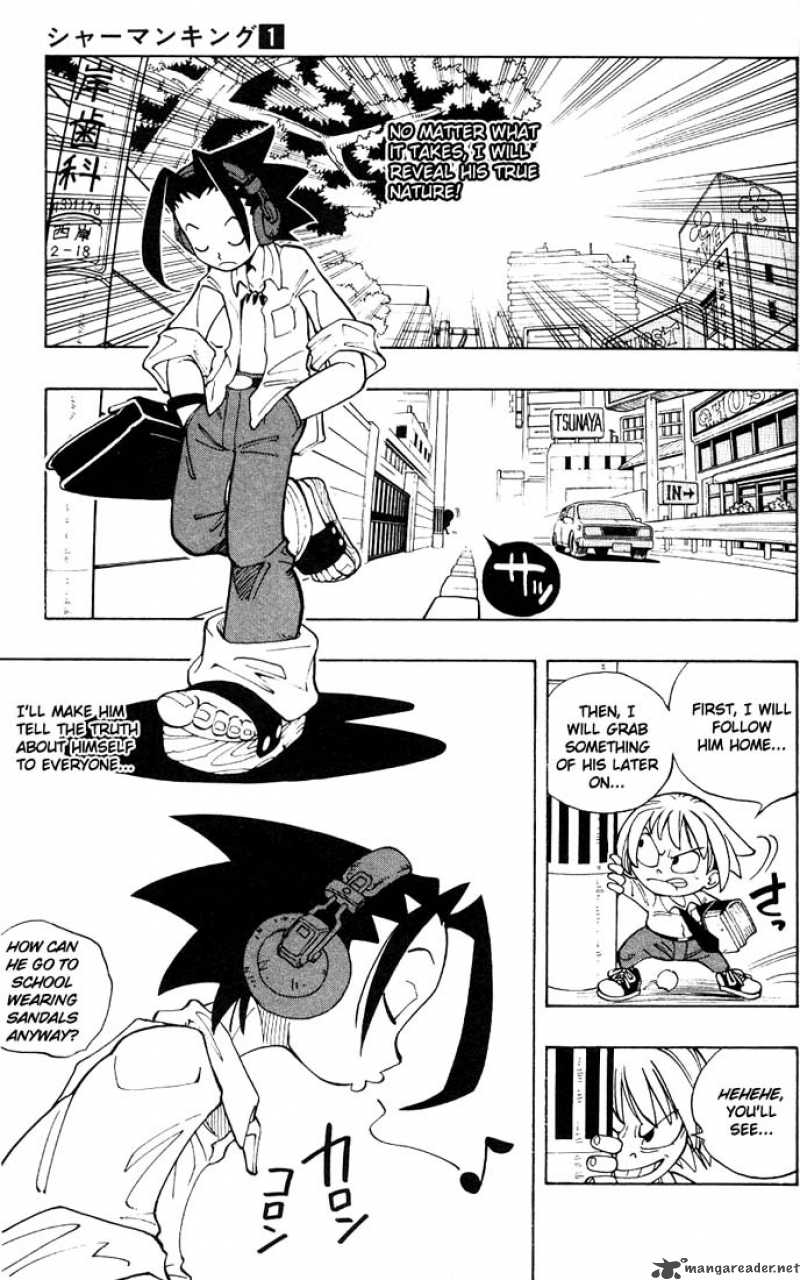 シャーマンキング1
岸歯科
(3)1178
西岸
2-18
NO MATTER WHAT
IT TAKES, I WILL
REVEAL HIS TRUE
NATURE!
TSUNAYA
IN→
サッ
I'LL MAKE HIM
TELL THE TRUTH
ABOUT HIMSELF
TO EVERYONE...
FIRST, I WILL
FOLLOW
HIM HOME...
THEN, I
WILL GRAB
SOMETHING
OF HIS LATER
ON...
さっ
HOW CAN
HE GO TO
SCHOOL
WEARING
SANDALS
ANYWAY?
HEHEHE,
YOU'LL
SEE...
カロン
コロン
mangareader.net